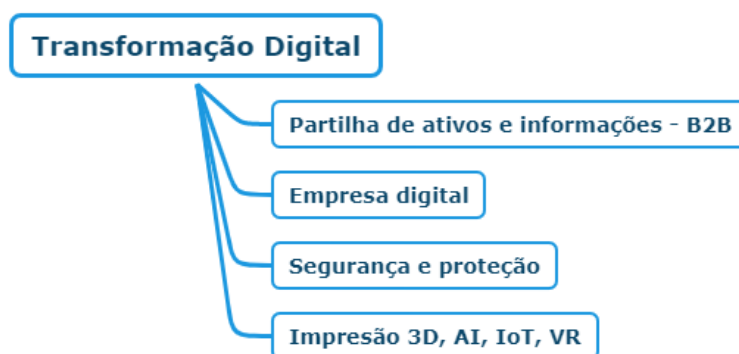 Transformação Digital
Partilha de ativos e informações - B2B
Empresa digital
Segurança e proteção
Impresão 3D, AI, IoT, VR